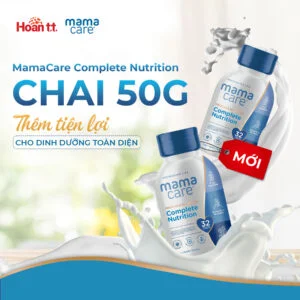 Hoàn t.t.
mama
care
MamaCare Complete Nutrition
CHAI 50G
Thêm tiện lợi
CHO DINH DƯỠNG TOÀN DIỆN
mama
care
Complete
Nutrition
32
MỚI
mama
care
Complete
Nutrition
32